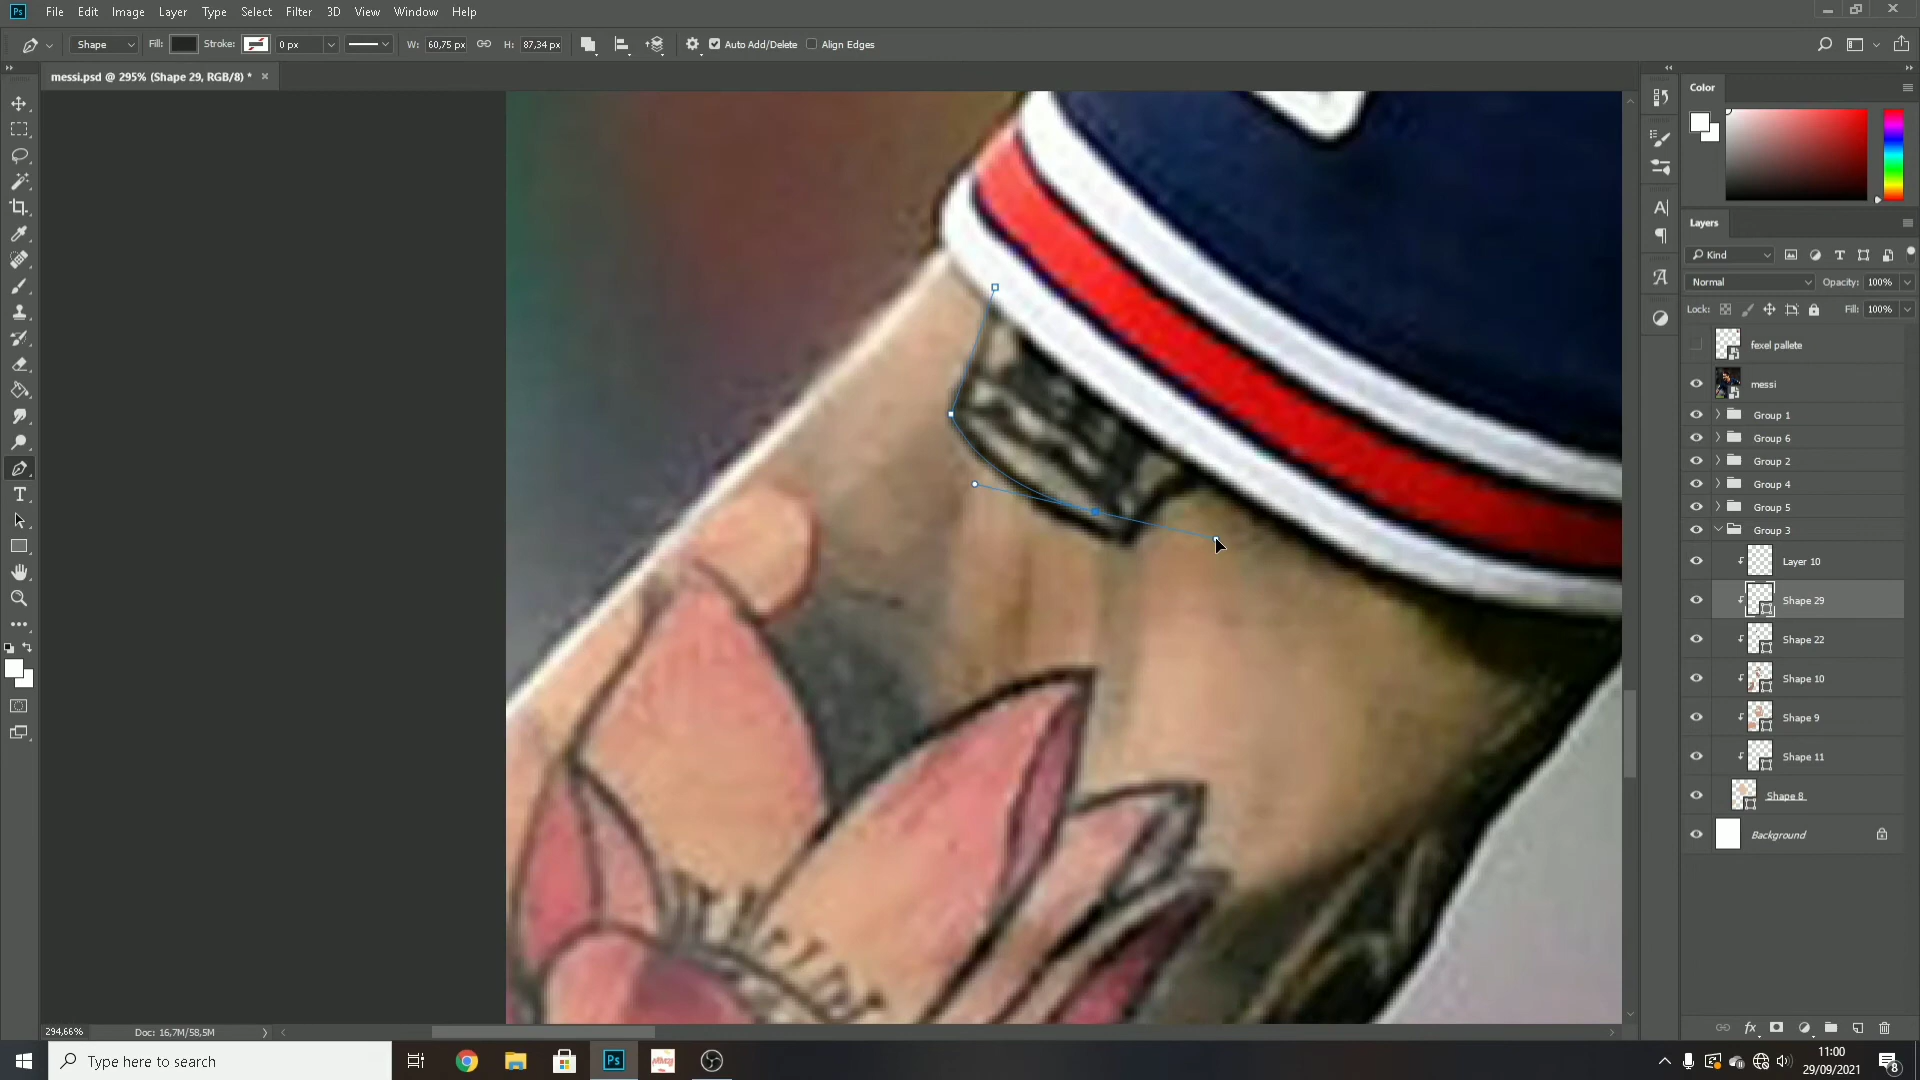 Ps File Edit Image Layer Type Select Filter 3D View Window Help
Shape Fill: Stroke: 0 px W: 60,75 px H: 87,34 px Auto Add/Delete Align Edges
messi.psd @ 295% (Shape 29, RGB/8) * ×
Color
Layers
Kind
Normal Opacity: 100%
Lock: Fill: 100%
fexel pallete
messi
Group 1
Group 6
Group 2
Group 4
Group 5
Group 3
Layer 10
Shape 29
Shape 22
Shape 10
Shape 9
Shape 11
Shape 8
Background
294,66% Doc: 16,7M/58,5M
Type here to search
Ps
11:00
29/09/2021
8